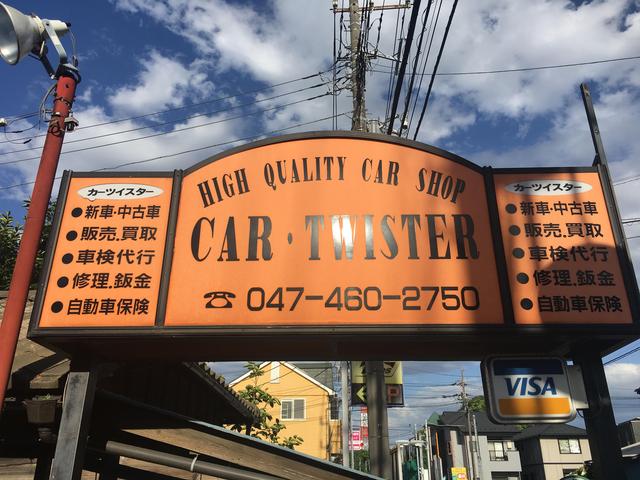 カーツイスター
●新車・中古車
●販売.買取
●車検代行
●修理.鈑金
●自動車保険
HIGH QUALITY CAR SHOP
CAR・TWISTER
☎ 047-460-2750
カーツイスター
●新車・中古車
●販売.買取
●車検代行
●修理.鈑金
●自動車保険
VISA
P